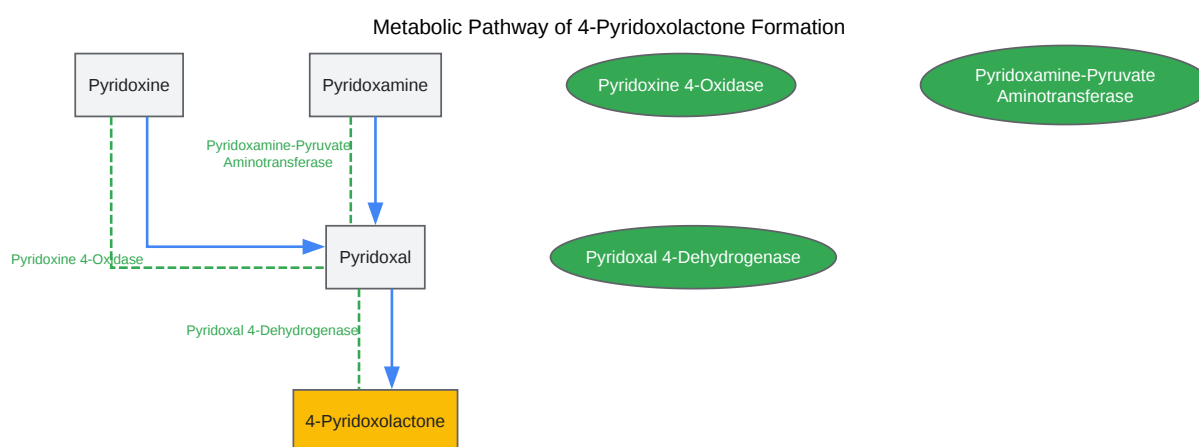 Metabolic Pathway of 4-Pyridoxolactone Formation
Pyridoxine
Pyridoxamine
Pyridoxine 4-Oxidase
Pyridoxamine-Pyruvate
Aminotransferase
Pyridoxamine-Pyruvate
Aminotransferase
Pyridoxine 4-Oxidase
Pyridoxal
Pyridoxal 4-Dehydrogenase
Pyridoxal 4-Dehydrogenase
4-Pyridoxolactone